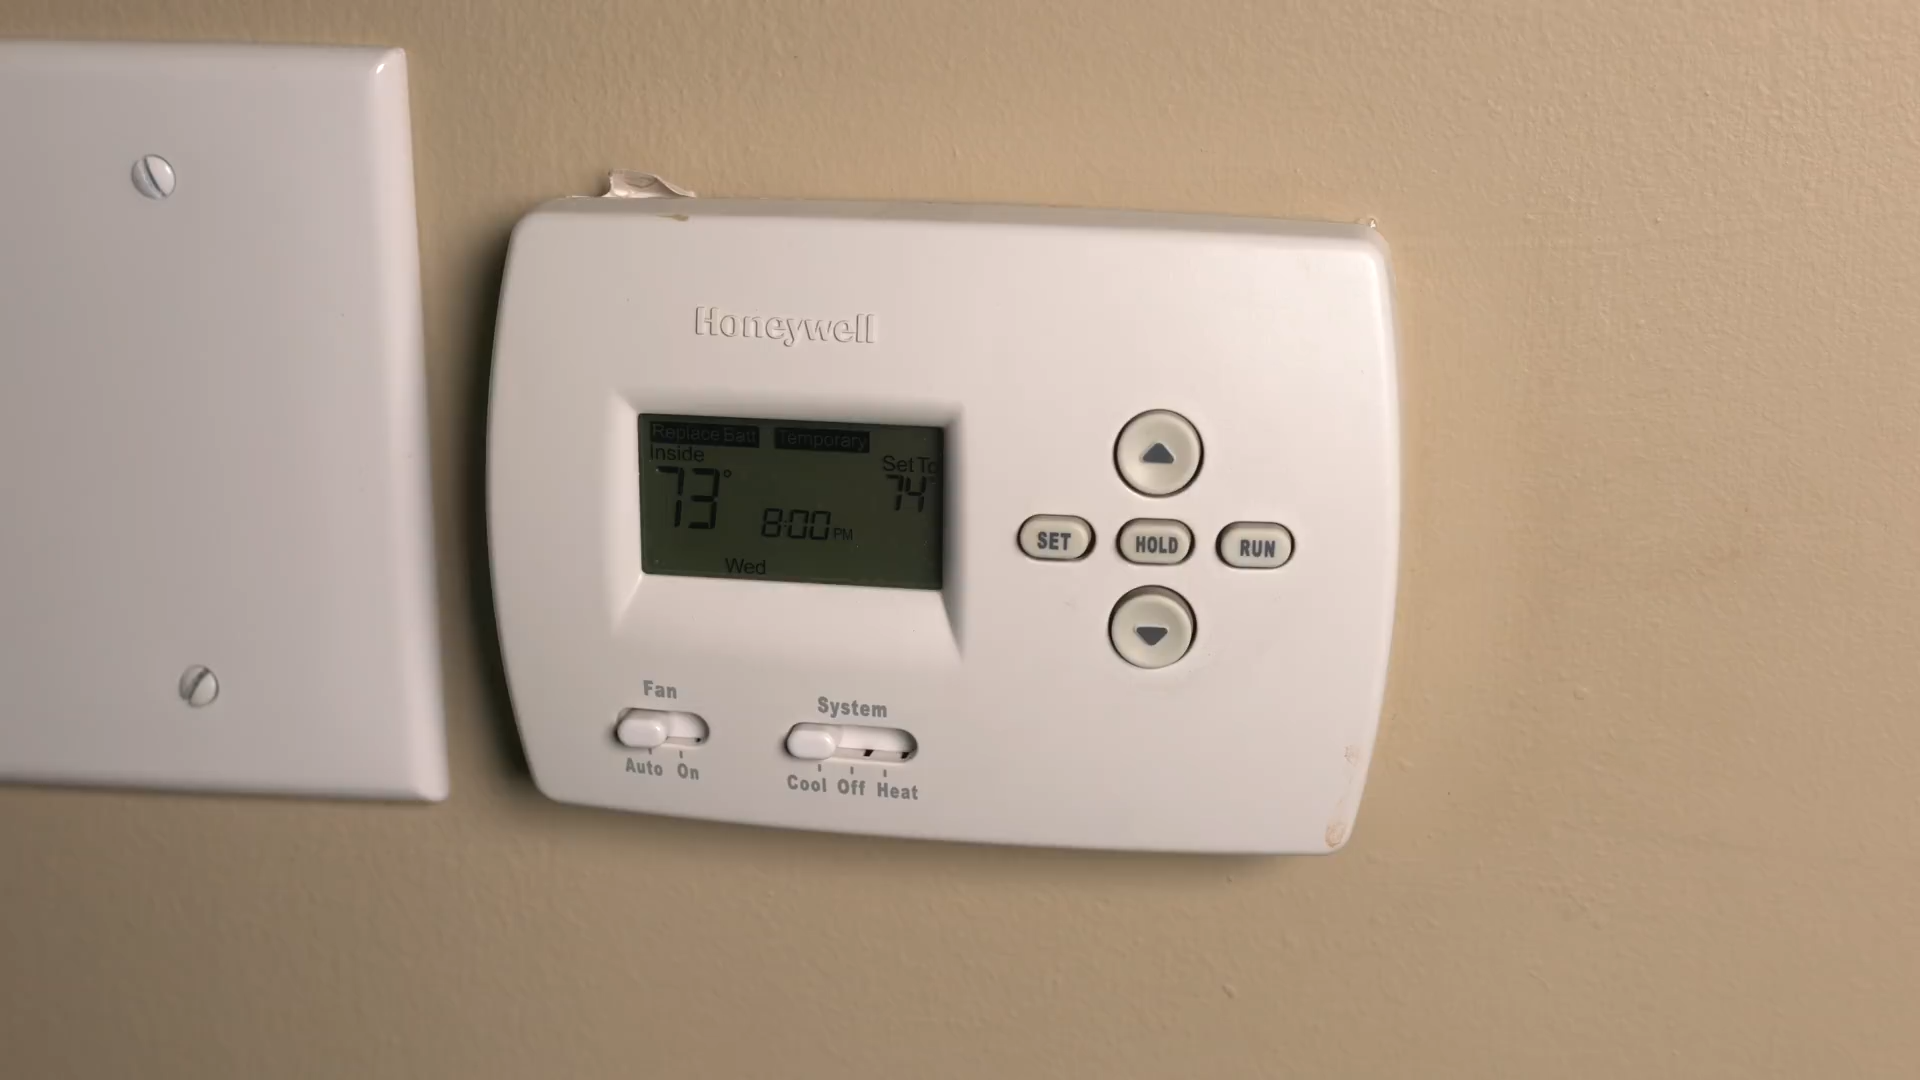 Honeywell
Replace Batt Temporary
Inside Set To
73° 74°
8:00 PM
Wed
SET HOLD RUN
Fan System
Auto On Cool Off Heat